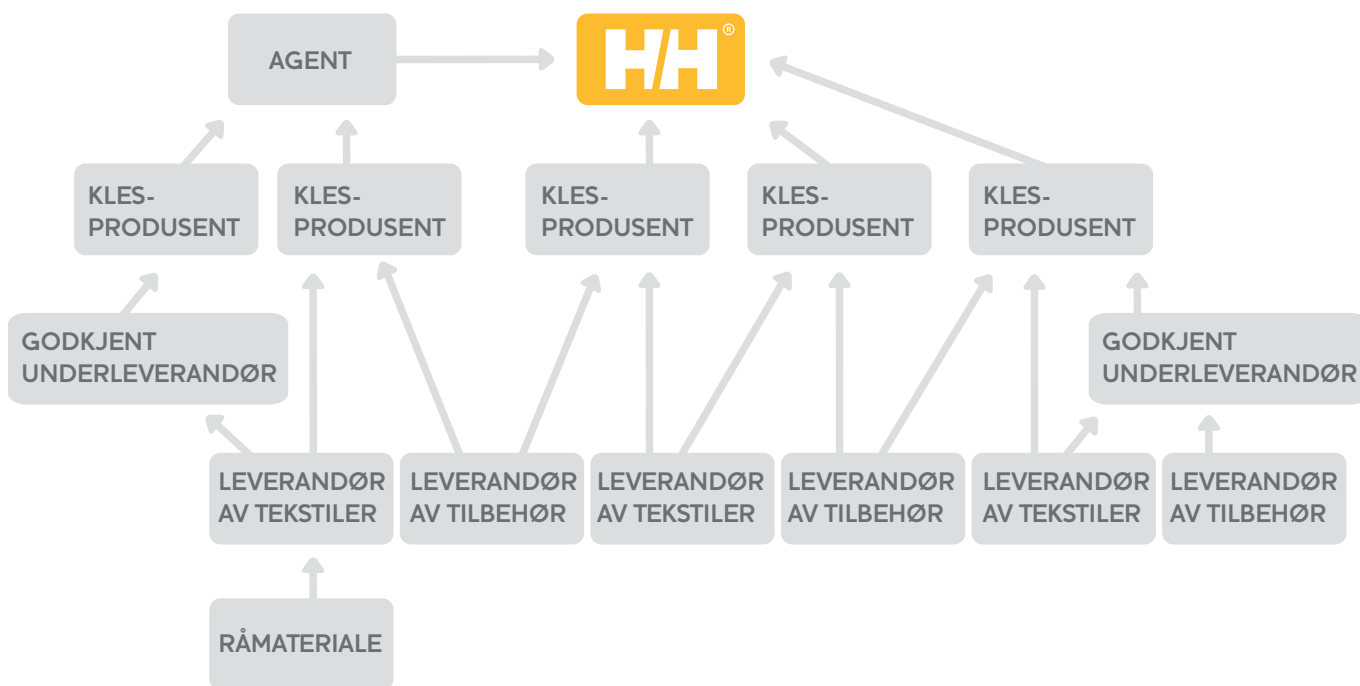 AGENT
HH®
KLES-
PRODUSENT
KLES-
PRODUSENT
KLES-
PRODUSENT
KLES-
PRODUSENT
KLES-
PRODUSENT
GODKJENT
UNDERLEVERANDØR
GODKJENT
UNDERLEVERANDØR
LEVERANDØR
AV TEKSTILER
LEVERANDØR
AV TILBEHØR
LEVERANDØR
AV TEKSTILER
LEVERANDØR
AV TILBEHØR
LEVERANDØR
AV TEKSTILER
LEVERANDØR
AV TILBEHØR
RÅMATERIALE